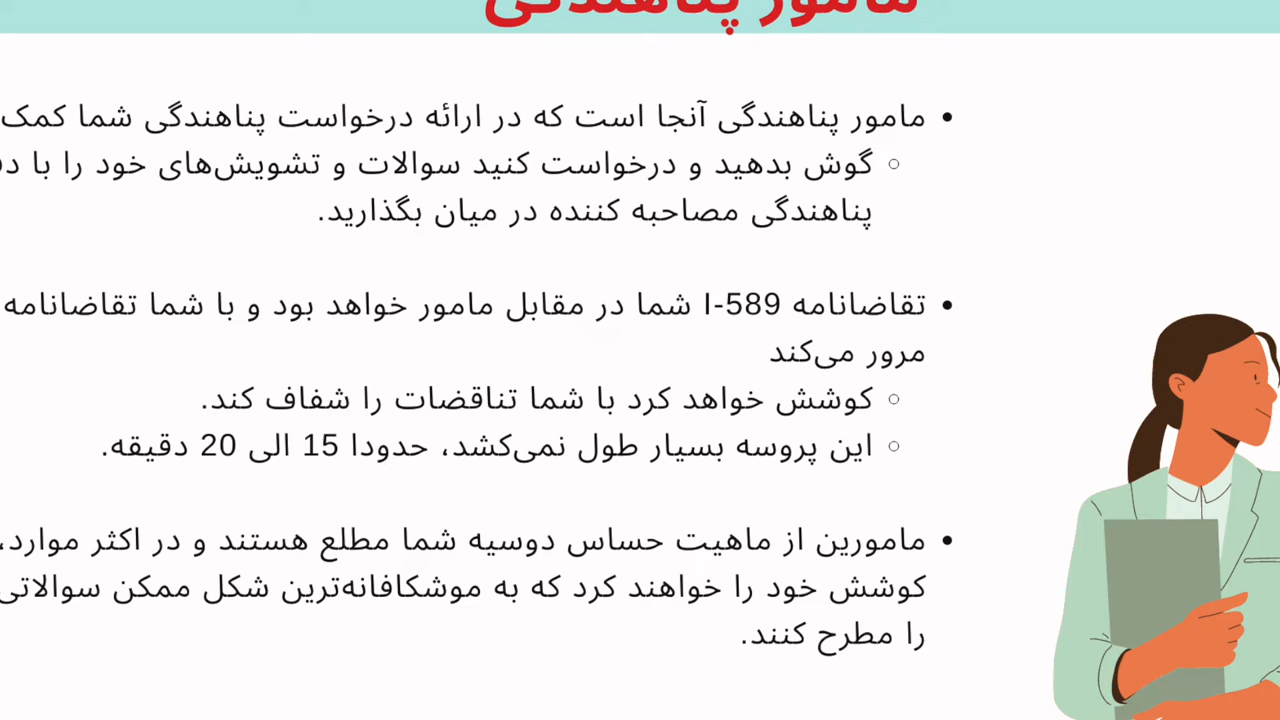 مامور پناهندگی
• مامور پناهندگی آنجا است که در ارائه درخواست پناهندگی شما کمک
○ گوش بدهید و درخواست کنید سوالات و تشویش‌های خود را با
پناهندگی مصاحبه کننده در میان بگذارید.
• تقاضانامه I-589 شما در مقابل مامور خواهد بود و با شما تقاضانامه
مرور می‌کند
○ کوشش خواهد کرد با شما تناقضات را شفاف کند.
○ این پروسه بسیار طول نمی‌کشد، حدودا 15 الی 20 دقیقه.
• مامورین از ماهیت حساس دوسیه شما مطلع هستند و در اکثر موارد،
کوشش خود را خواهند کرد که به موشکافانه‌ترین شکل ممکن سوالاتی
را مطرح کنند.